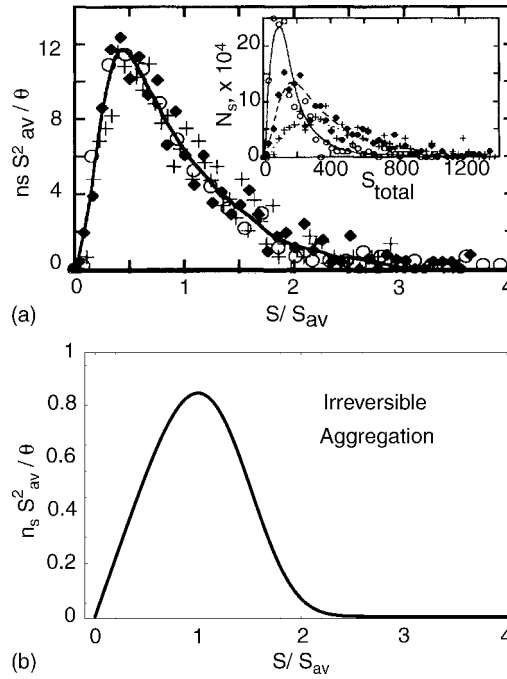 12
8
4
0
ns S²av / θ
0
1
2
3
4
S/ Sav
(a)
20
10
0
Ns, x 10⁴
0
400
800
1200
Stotal
1
0.8
0.6
0.4
0.2
0
ns S²av / θ
Irreversible
Aggregation
0
1
2
3
4
S/ Sav
(b)